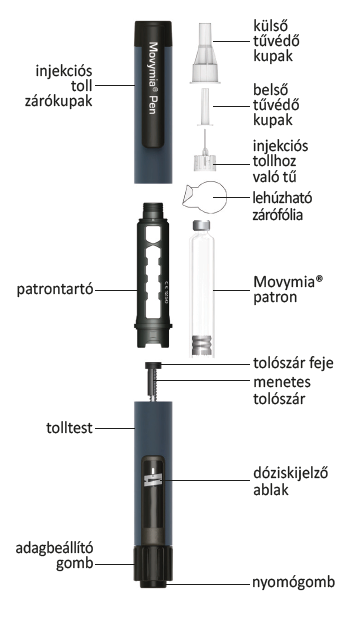 külső
tűvédő
kupak
Movymia® Pen
injekciós
toll
zárókupak
belső
tűvédő
kupak
injekciós
tollhoz
való tű
lehúzható
zárófólia
patrontartó
Movymia®
patron
tolószár feje
menetes
tolószár
tolltest
dóziskijelző
ablak
adagbeállító
gomb
nyomógomb